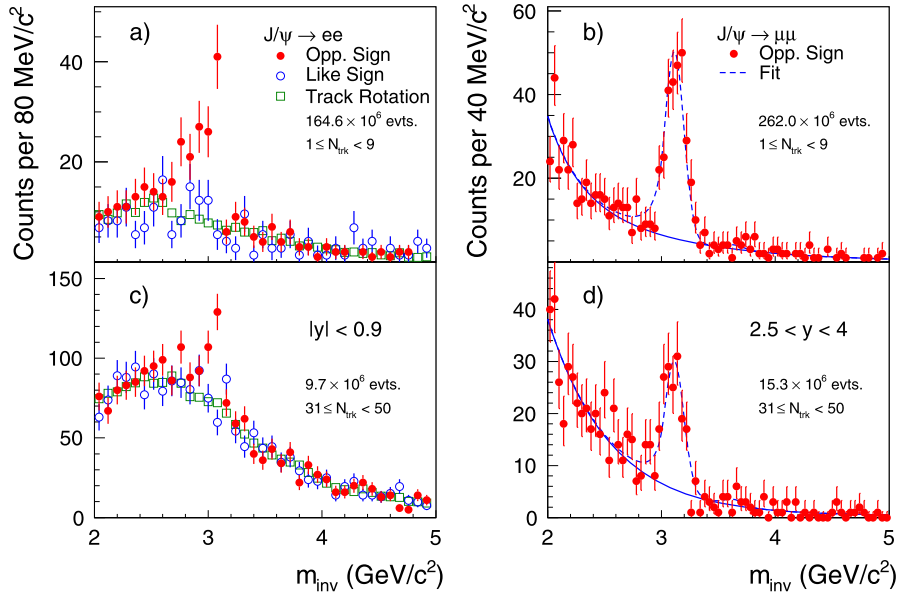 Counts per 80 MeV/c²
a)
J/ψ → ee
Opp. Sign
Like Sign
Track Rotation
164.6 × 10⁶ evts.
1 ≤ N_trk < 9
40
20
Counts per 40 MeV/c²
b)
J/ψ → μμ
Opp. Sign
Fit
262.0 × 10⁶ evts.
1 ≤ N_trk < 9
60
40
20
c)
|y| < 0.9
9.7 × 10⁶ evts.
31 ≤ N_trk < 50
150
100
50
0
2 3 4 5
m_inv (GeV/c²)
d)
2.5 < y < 4
15.3 × 10⁶ evts.
31 ≤ N_trk < 50
40
30
20
10
0
2 3 4 5
m_inv (GeV/c²)